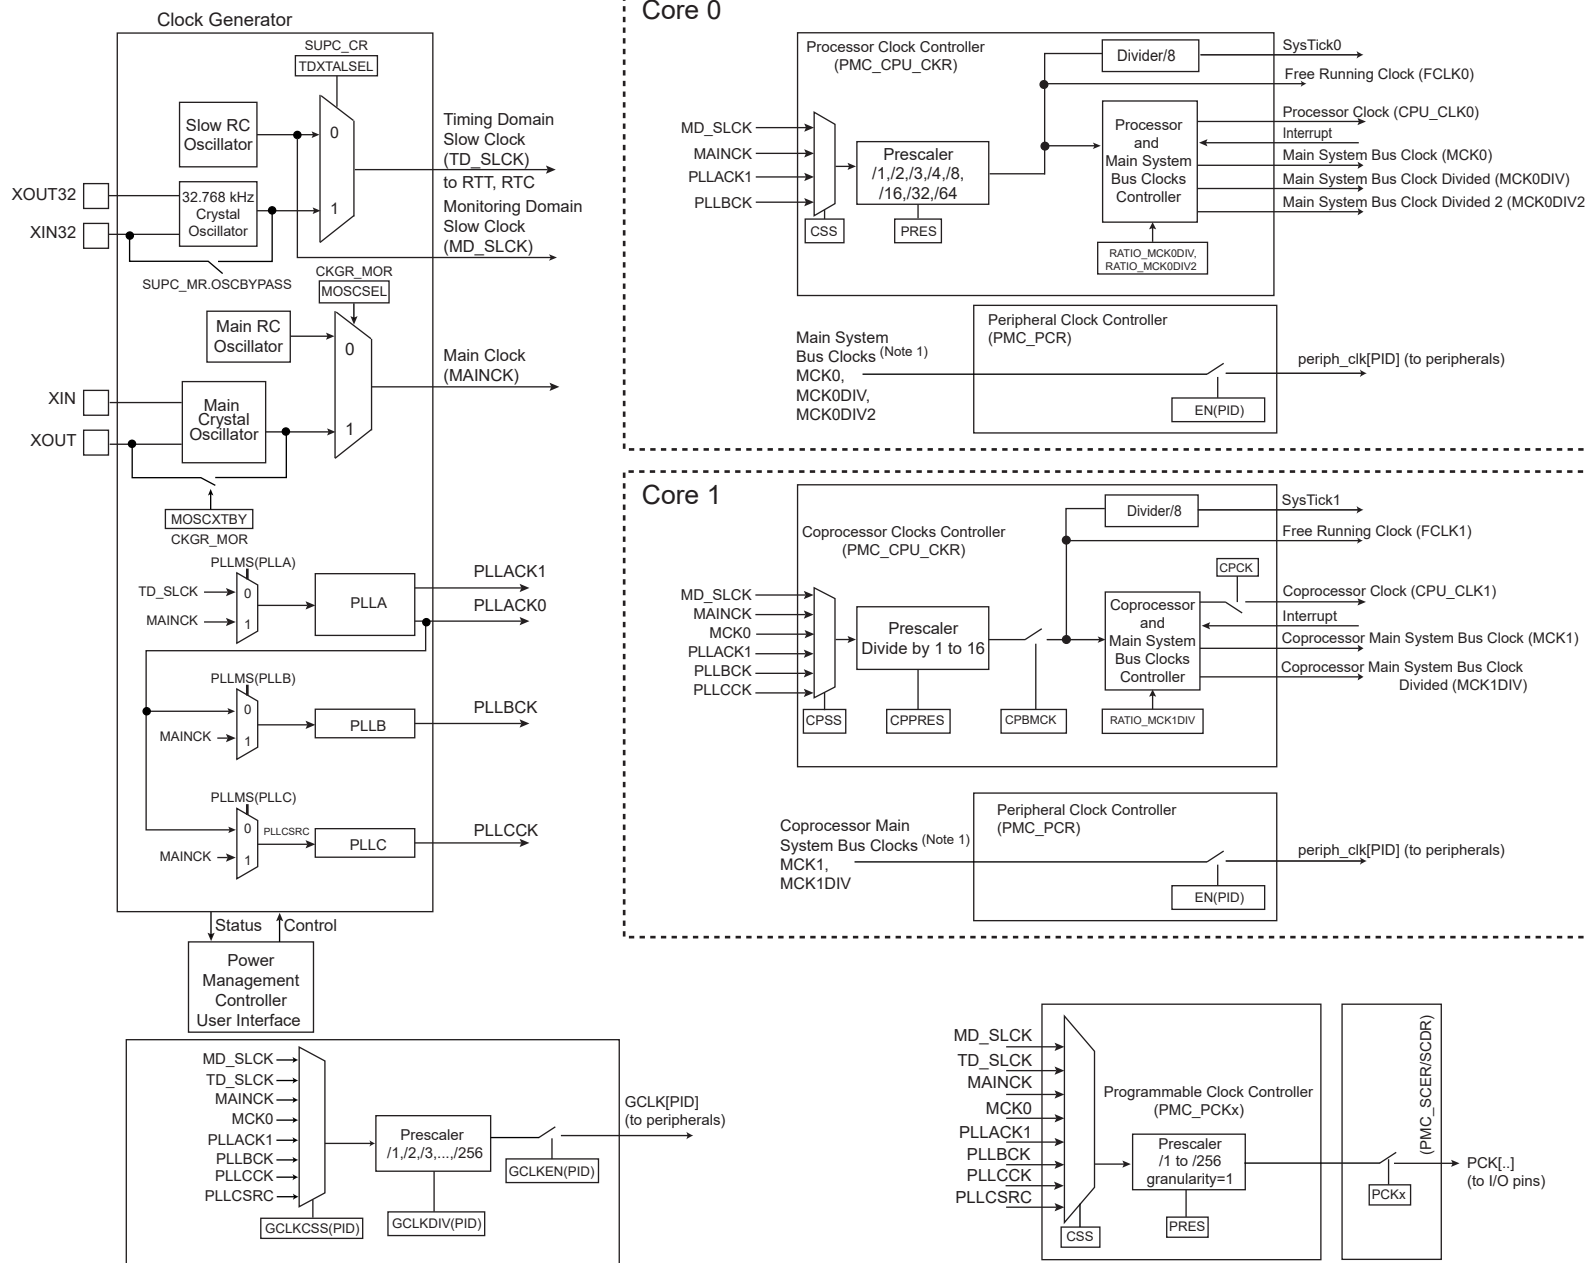 Clock Generator
SUPC_CR
TDXTALSEL
Slow RC
Oscillator
0
Timing Domain
Slow Clock
(TD_SLCK)
to RTT, RTC
XOUT32
32.768 kHz
Crystal
Oscillator
1
Monitoring Domain
Slow Clock
(MD_SLCK)
XIN32
SUPC_MR.OSCBYPASS
CKGR_MOR
MOSCSEL
Main RC
Oscillator
0
Main Clock
(MAINCK)
XIN
Main
Crystal
Oscillator
XOUT
1
MOSCXTBY
CKGR_MOR
PLLMS(PLLA)
TD_SLCK
0
MAINCK
1
PLLA
PLLACK1
PLLACK0
PLLMS(PLLB)
0
MAINCK
1
PLLB
PLLBCK
PLLMS(PLLC)
0
MAINCK
1
PLLCSRC
PLLC
PLLCCK
Status
Control
Power
Management
Controller
User Interface
MD_SLCK
TD_SLCK
MAINCK
MCK0
PLLACK1
PLLBCK
PLLCCK
PLLCSRC
GCLKCSS(PID)
Prescaler
/1,/2,/3,...,/256
GCLKDIV(PID)
GCLKEN(PID)
GCLK[PID]
(to peripherals)
Core 0
Processor Clock Controller
(PMC_CPU_CKR)
MD_SLCK
MAINCK
PLLACK1
PLLBCK
CSS
Prescaler
/1,/2,/3,/4,/8,
/16,/32,/64
PRES
Divider/8
SysTick0
Free Running Clock (FCLK0)
Processor
and
Main System
Bus Clocks
Controller
RATIO_MCK0DIV,
RATIO_MCK0DIV2
Processor Clock (CPU_CLK0)
Interrupt
Main System Bus Clock (MCK0)
Main System Bus Clock Divided (MCK0DIV)
Main System Bus Clock Divided 2 (MCK0DIV2
Main System
Bus Clocks (Note 1)
MCK0,
MCK0DIV,
MCK0DIV2
Peripheral Clock Controller
(PMC_PCR)
EN(PID)
periph_clk[PID] (to peripherals)
Core 1
Coprocessor Clocks Controller
(PMC_CPU_CKR)
MD_SLCK
MAINCK
MCK0
PLLACK1
PLLBCK
PLLCCK
CPSS
Prescaler
Divide by 1 to 16
CPPRES
CPBMCK
Divider/8
SysTick1
Free Running Clock (FCLK1)
CPCK
Coprocessor
and
Main System
Bus Clocks
Controller
RATIO_MCK1DIV
Coprocessor Clock (CPU_CLK1)
Interrupt
Coprocessor Main System Bus Clock (MCK1)
Coprocessor Main System Bus Clock
Divided (MCK1DIV)
Coprocessor Main
System Bus Clocks (Note 1)
MCK1,
MCK1DIV
Peripheral Clock Controller
(PMC_PCR)
EN(PID)
periph_clk[PID] (to peripherals)
MD_SLCK
TD_SLCK
MAINCK
MCK0
PLLACK1
PLLBCK
PLLCCK
PLLCSRC
CSS
Programmable Clock Controller
(PMC_PCKx)
Prescaler
/1 to /256
granularity=1
PRES
(PMC_SCER/SCDR)
PCKx
PCK[..]
(to I/O pins)